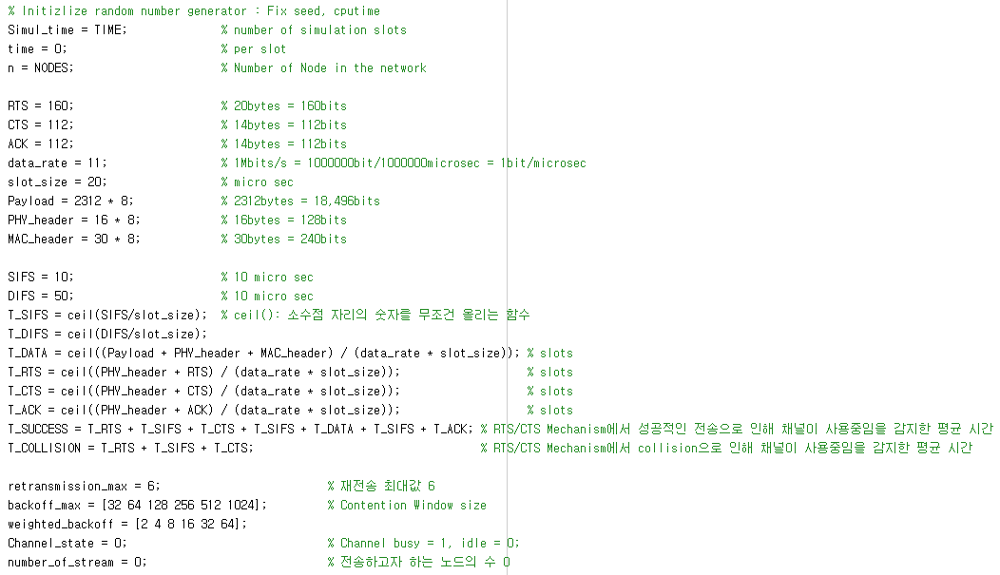 % Initizlize random number generator : Fix seed, cputime
Simul_time = TIME; % number of simulation slots
time = 0; % per slot
n = NODES; % Number of Node in the network
RTS = 160; % 20bytes = 160bits
CTS = 112; % 14bytes = 112bits
ACK = 112; % 14bytes = 112bits
data_rate = 11; % 1Mbits/s = 1000000bit/1000000microsec = 1bit/microsec
slot_size = 20; % micro sec
Payload = 2312 * 8; % 2312bytes = 18,496bits
PHY_header = 16 * 8; % 16bytes = 128bits
MAC_header = 30 * 8; % 30bytes = 240bits
SIFS = 10; % 10 micro sec
DIFS = 50; % 10 micro sec
T_SIFS = ceil(SIFS/slot_size); % ceil(): 소수점 자리의 숫자를 무조건 올리는 함수
T_DIFS = ceil(DIFS/slot_size);
T_DATA = ceil((Payload + PHY_header + MAC_header) / (data_rate * slot_size)); % slots
T_RTS = ceil((PHY_header + RTS) / (data_rate * slot_size)); % slots
T_CTS = ceil((PHY_header + CTS) / (data_rate * slot_size)); % slots
T_ACK = ceil((PHY_header + ACK) / (data_rate * slot_size)); % slots
T_SUCCESS = T_RTS + T_SIFS + T_CTS + T_SIFS + T_DATA + T_SIFS + T_ACK; % RTS/CTS Mechanism에서 성공적인 전송으로 인해 채널이 사용중임을 감지한 평균 시간
T_COLLISION = T_RTS + T_SIFS + T_CTS; % RTS/CTS Mechanism에서 collision으로 인해 채널이 사용중임을 감지한 평균 시간
retransmission_max = 6; % 재전송 최대값 6
backoff_max = [32 64 128 256 512 1024]; % Contention Window size
weighted_backoff = [2 4 8 16 32 64];
Channel_state = 0; % Channel busy = 1, idle = 0;
number_of_stream = 0; % 전송하고자 하는 노드의 수 0